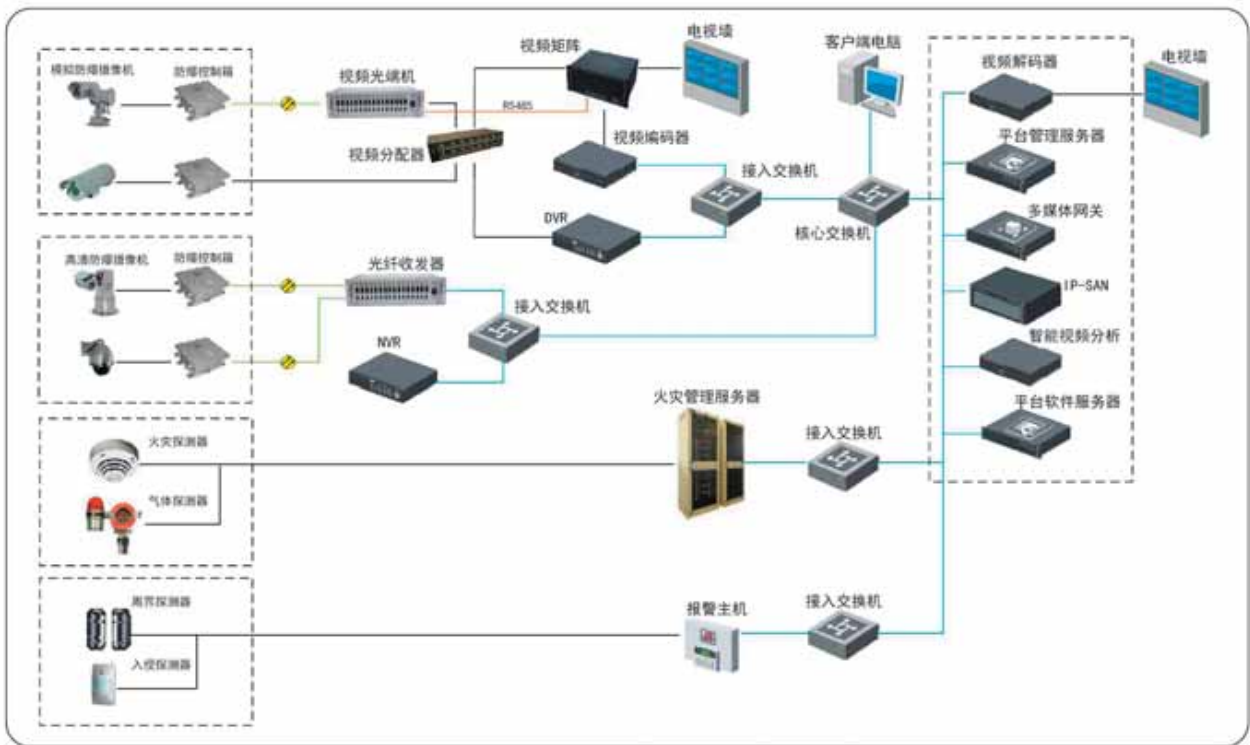 模拟防爆摄像机
防爆控制箱
视频光端机
视频矩阵
电视墙
客户端电脑
视频解码器
电视墙
RS485
视频分配器
视频编码器
接入交换机
平台管理服务器
DVR
核心交换机
多媒体网关
高清防爆摄像机
防爆控制箱
光纤收发器
接入交换机
IP-SAN
NVR
智能视频分析
火灾管理服务器
接入交换机
平台软件服务器
火灾探测器
气体探测器
周界探测器
报警主机
接入交换机
入侵探测器